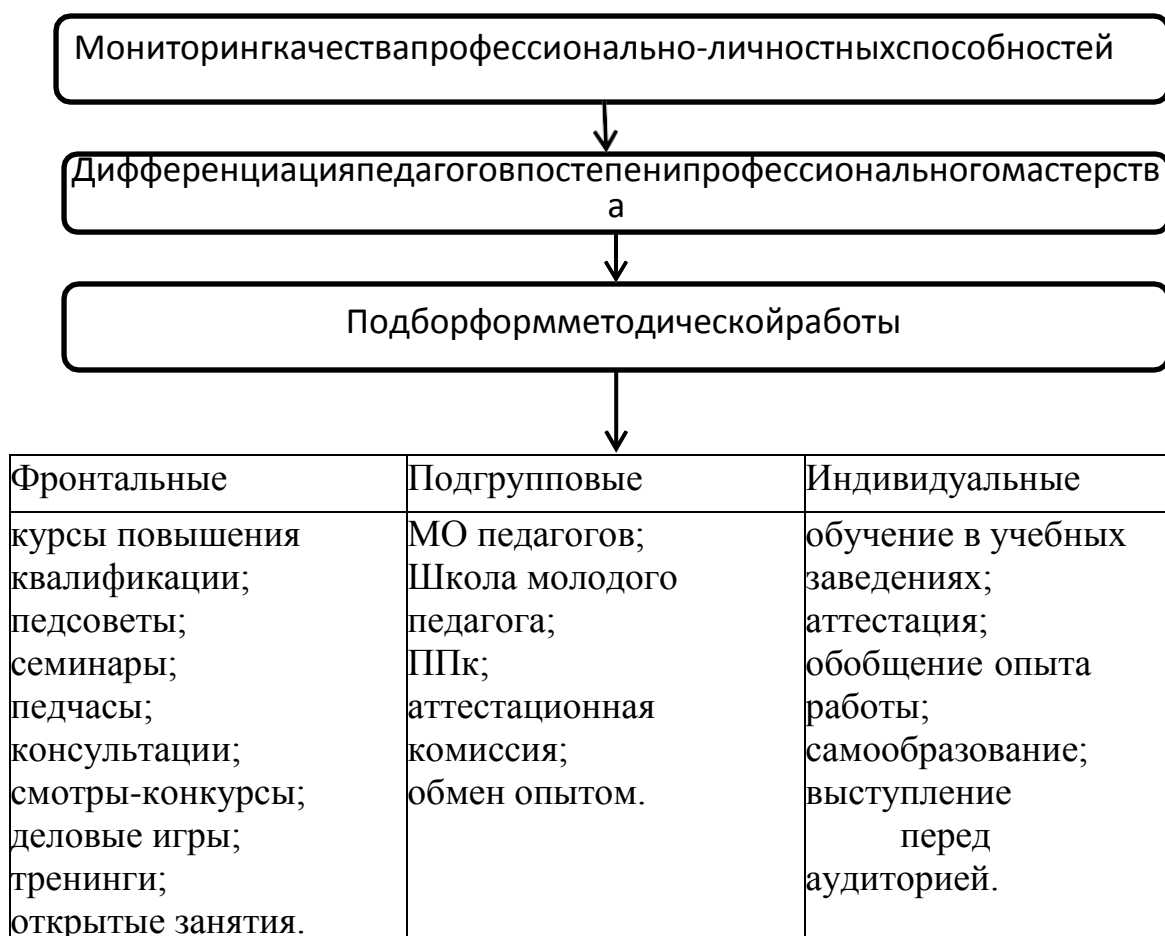 Мониторингкачествапрофессионально-личностныхспособностей
Дифференциацияпедагоговпостепенипрофессиональногомастерств
а
Подборформметодическойработы
Фронтальные
курсы повышения
квалификации;
педсоветы;
семинары;
педчасы;
консультации;
смотры-конкурсы;
деловые игры;
тренинги;
открытые занятия.
Подгрупповые
МО педагогов;
Школа молодого
педагога;
ППк;
аттестационная
комиссия;
обмен опытом.
Индивидуальные
обучение в учебных
заведениях;
аттестация;
обобщение опыта
работы;
самообразование;
выступление
перед
аудиторией.